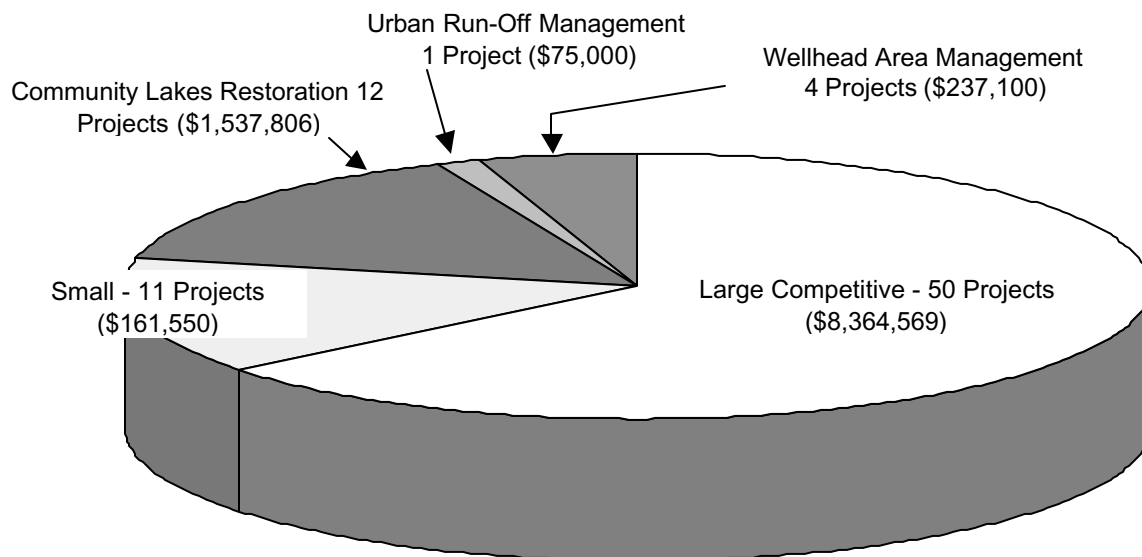 Urban Run-Off Management
1 Project ($75,000)
Wellhead Area Management
4 Projects ($237,100)
Community Lakes Restoration 12
Projects ($1,537,806)
Small - 11 Projects
($161,550)
Large Competitive - 50 Projects
($8,364,569)